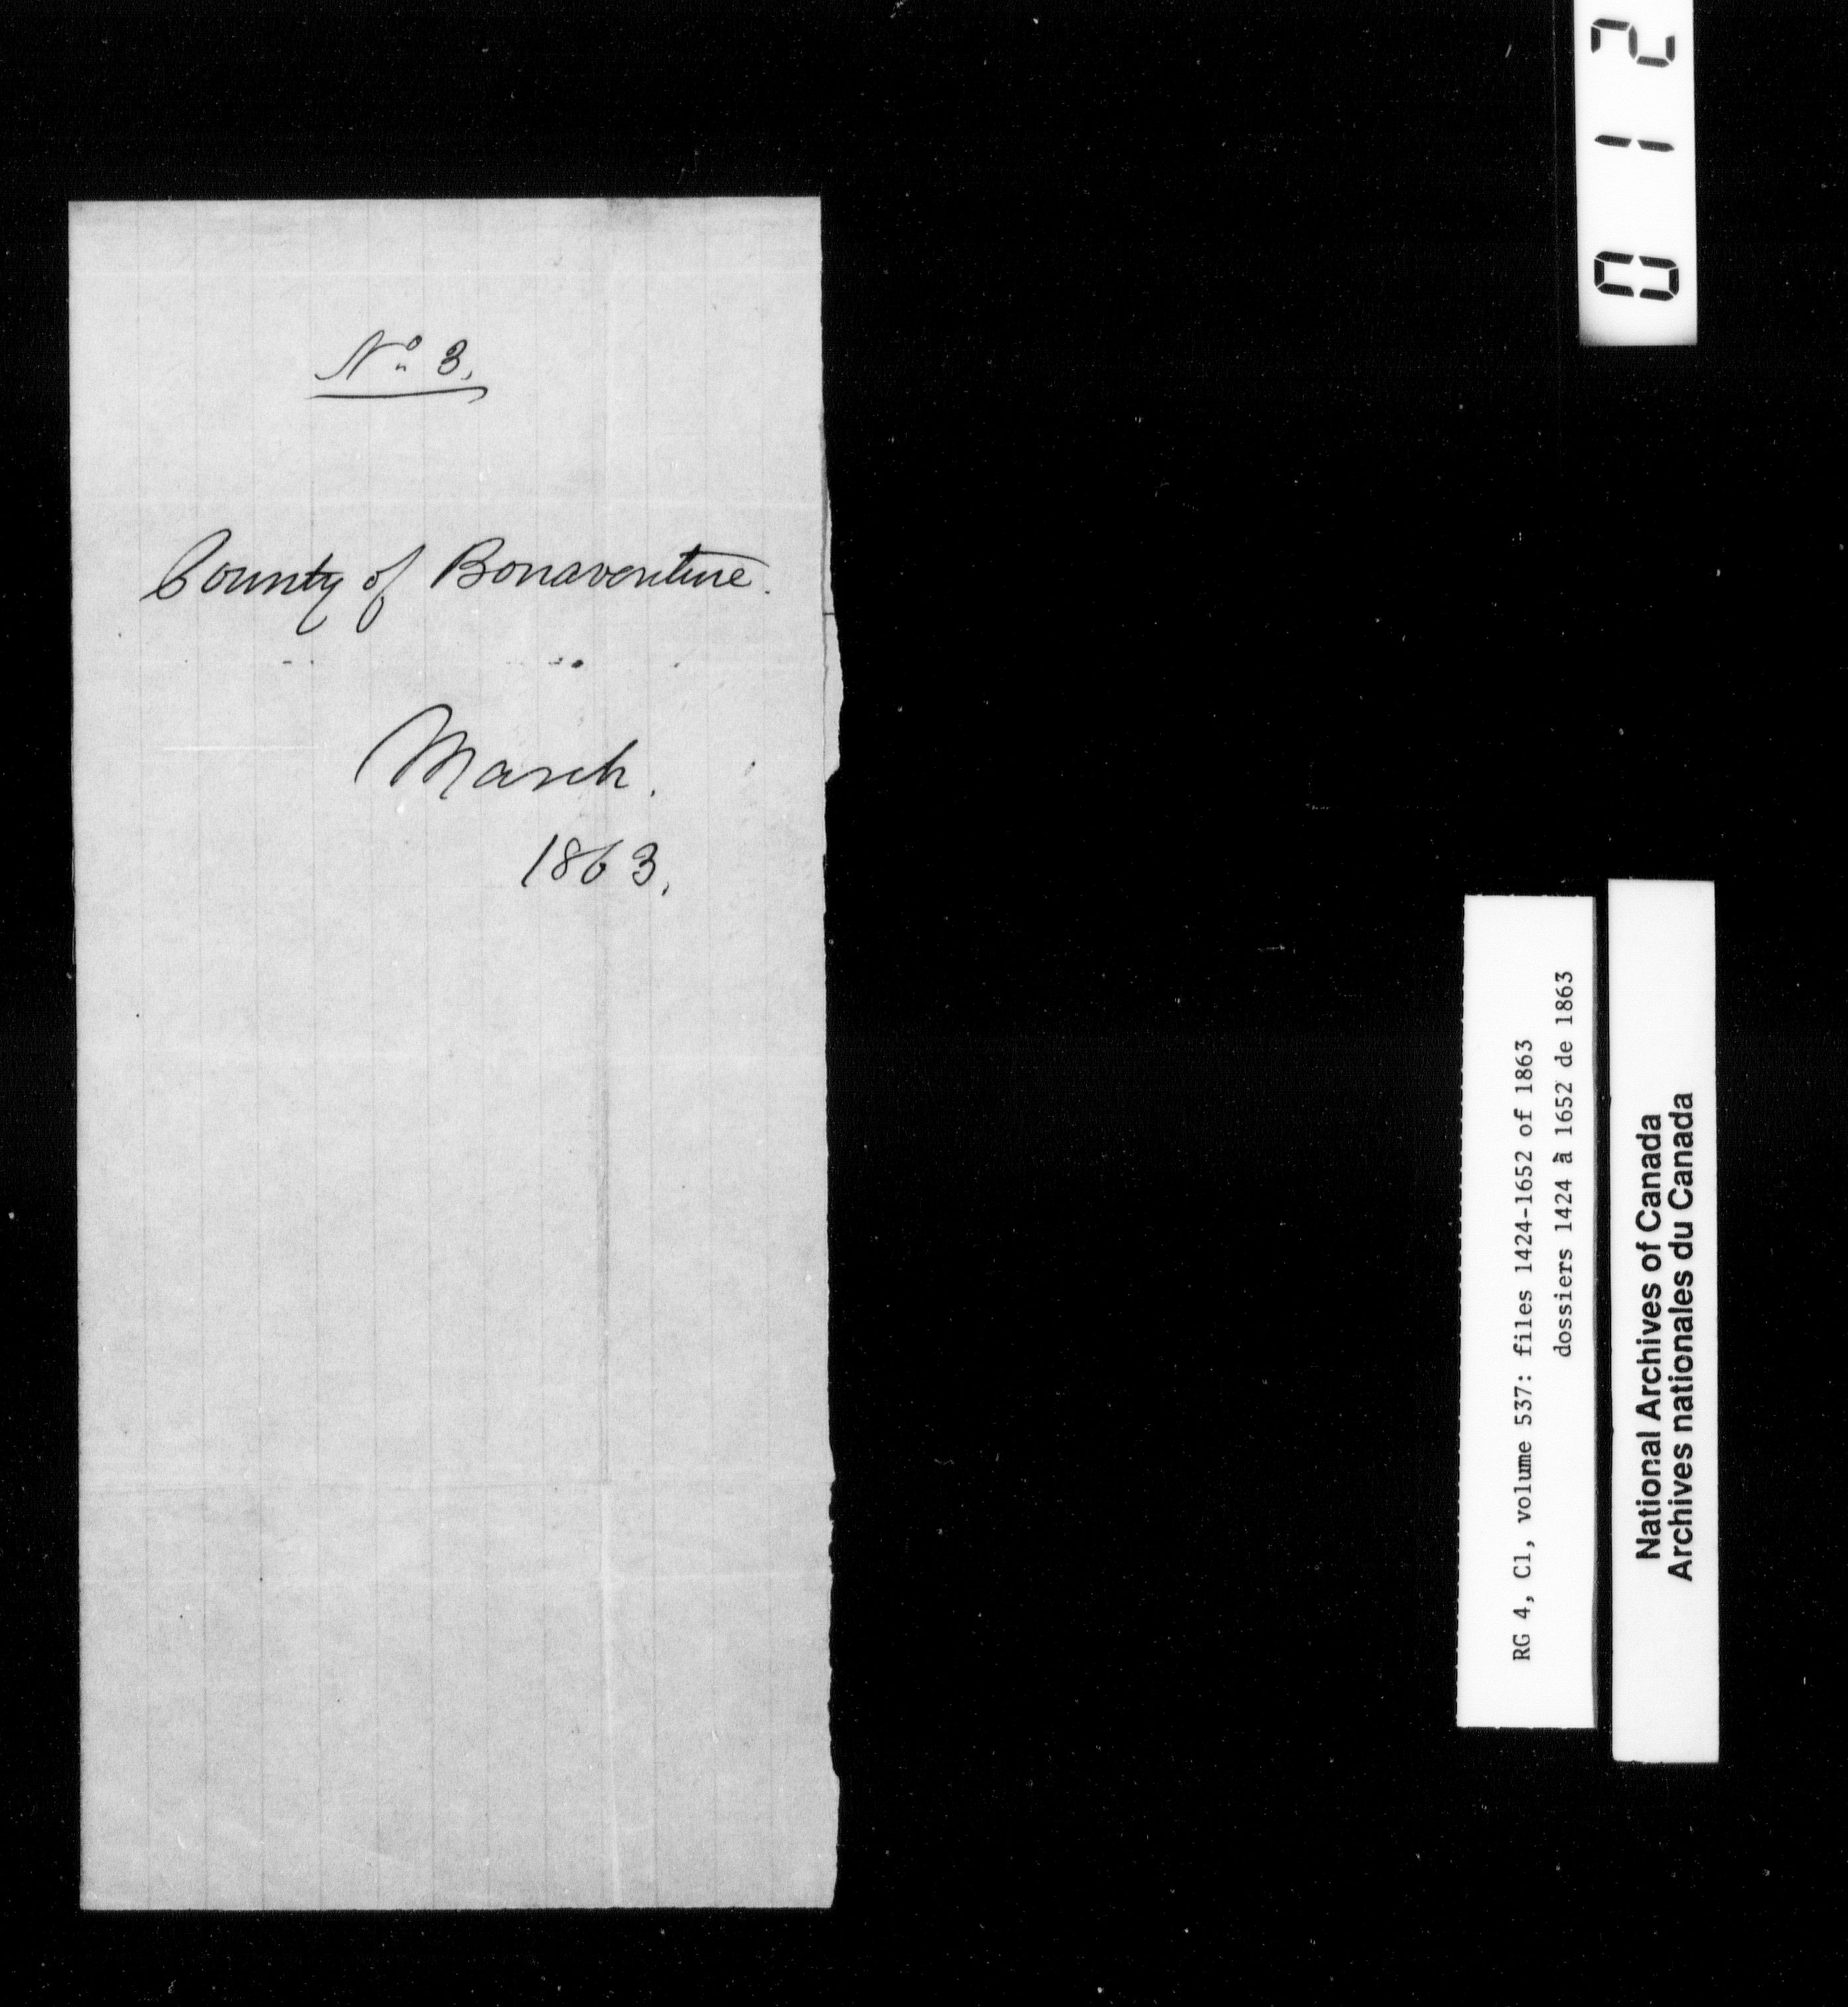 No 3.
County of Bonaventure.
March.
1863.
012
RG 4, C1, volume 537: files 1424-1652 of 1863
dossiers 1424 à 1652 de 1863
National Archives of Canada
Archives nationales du Canada